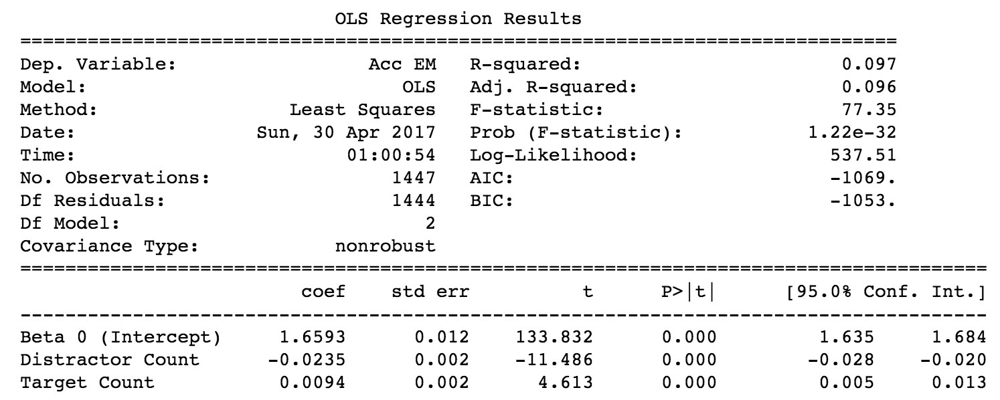 OLS Regression Results
==============================================================================
Dep. Variable: Acc EM R-squared: 0.097
Model: OLS Adj. R-squared: 0.096
Method: Least Squares F-statistic: 77.35
Date: Sun, 30 Apr 2017 Prob (F-statistic): 1.22e-32
Time: 01:00:54 Log-Likelihood: 537.51
No. Observations: 1447 AIC: -1069.
Df Residuals: 1444 BIC: -1053.
Df Model: 2
Covariance Type: nonrobust
======================================================================================
coef std err t P>|t| [95.0% Conf. Int.]
--------------------------------------------------------------------------------------
Beta 0 (Intercept) 1.6593 0.012 133.832 0.000 1.635 1.684
Distractor Count -0.0235 0.002 -11.486 0.000 -0.028 -0.020
Target Count 0.0094 0.002 4.613 0.000 0.005 0.013